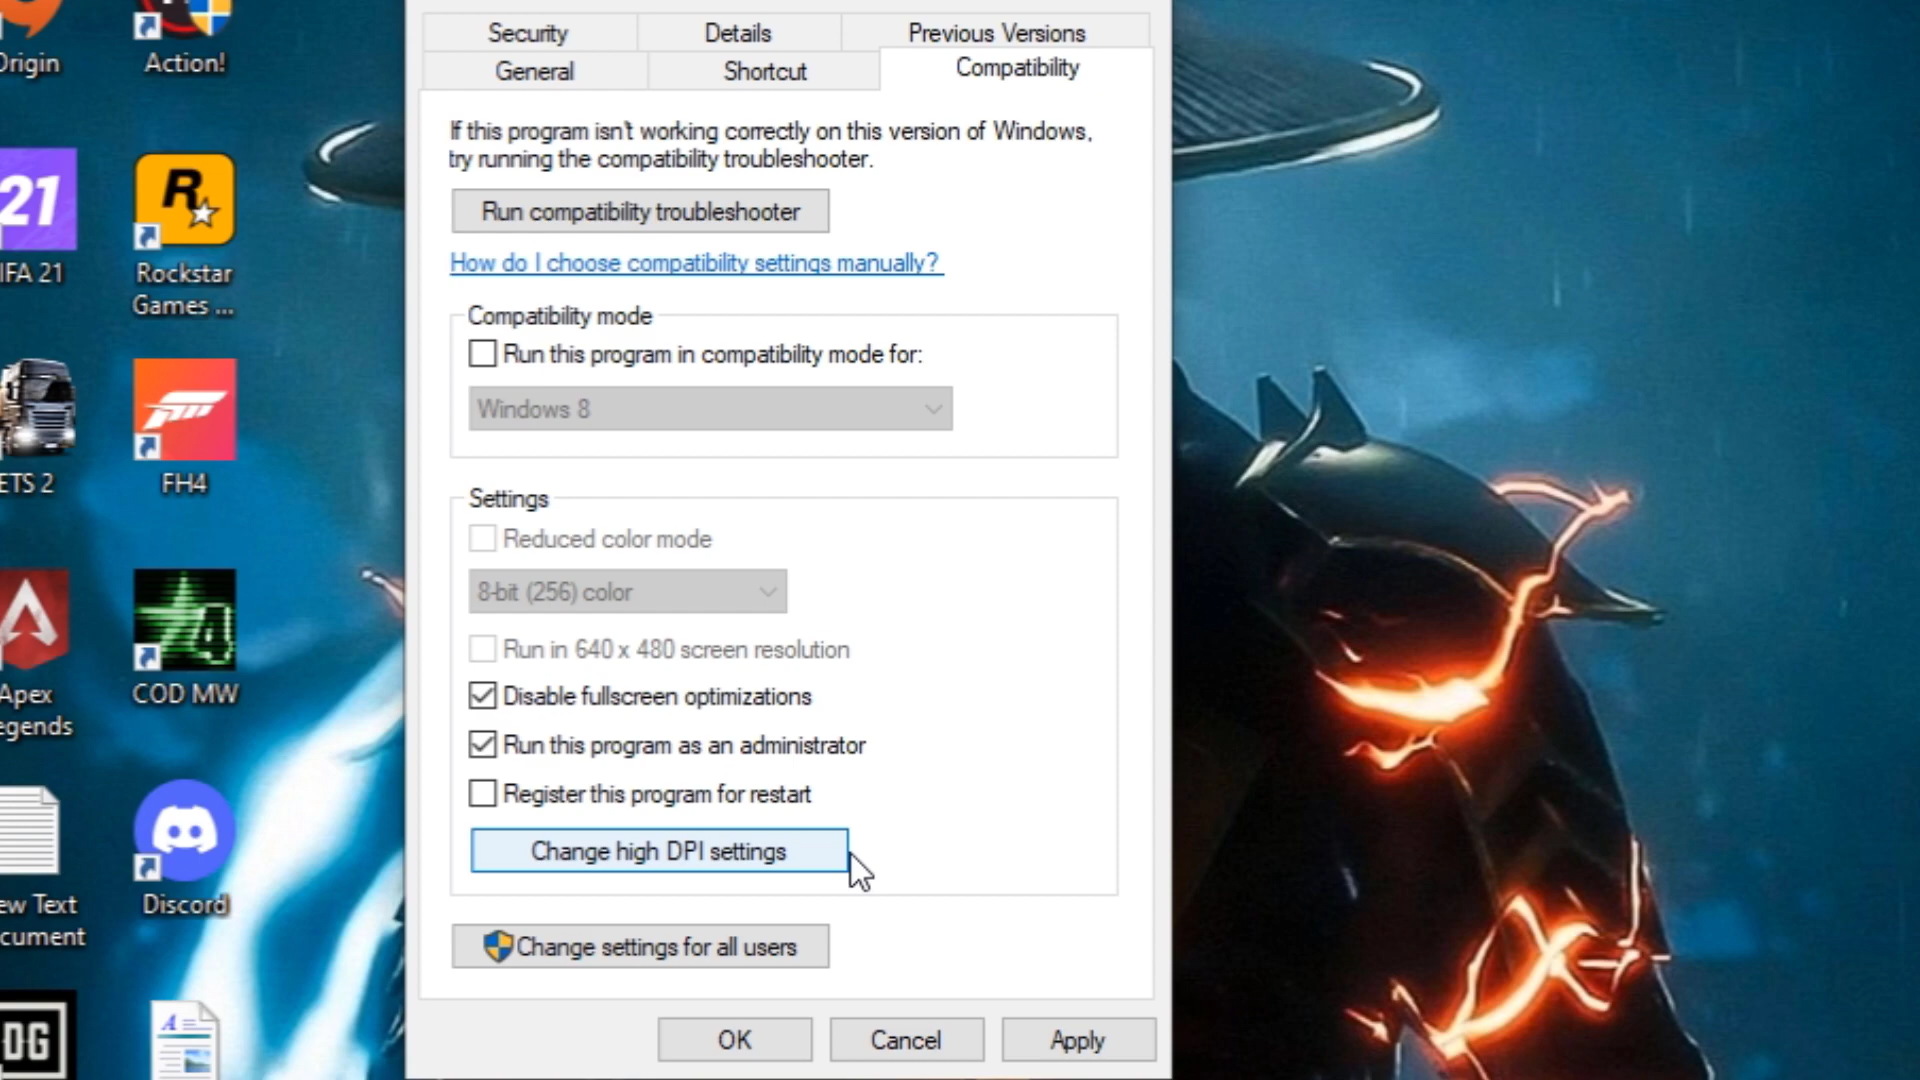 Origin
Action!
21
IFA 21
R
Rockstar
Games ...
ETS 2
FH4
Apex
egends
COD MW
ew Text
cument
Discord
OG
A
Security
Details
Previous Versions
General
Shortcut
Compatibility
If this program isn't working correctly on this version of Windows,
try running the compatibility troubleshooter.
Run compatibility troubleshooter
How do I choose compatibility settings manually?
Compatibility mode
Run this program in compatibility mode for:
Windows 8
Settings
Reduced color mode
8-bit (256) color
Run in 640 x 480 screen resolution
Disable fullscreen optimizations
Run this program as an administrator
Register this program for restart
Change high DPI settings
Change settings for all users
OK
Cancel
Apply